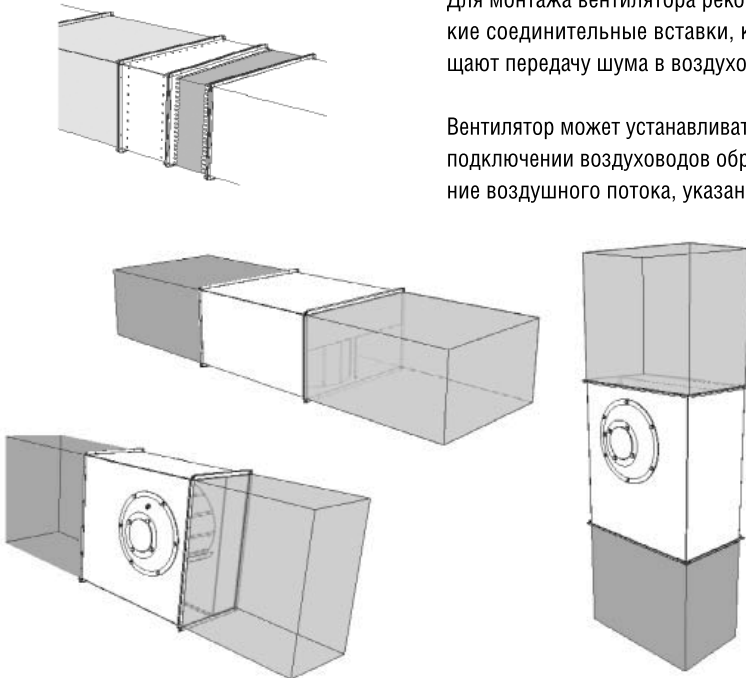 Для монтажа вентилятора реко
кие соединительные вставки, к
щают передачу шума в воздухо
Вентилятор может устанавливат
подключении воздуховодов обр
ние воздушного потока, указан